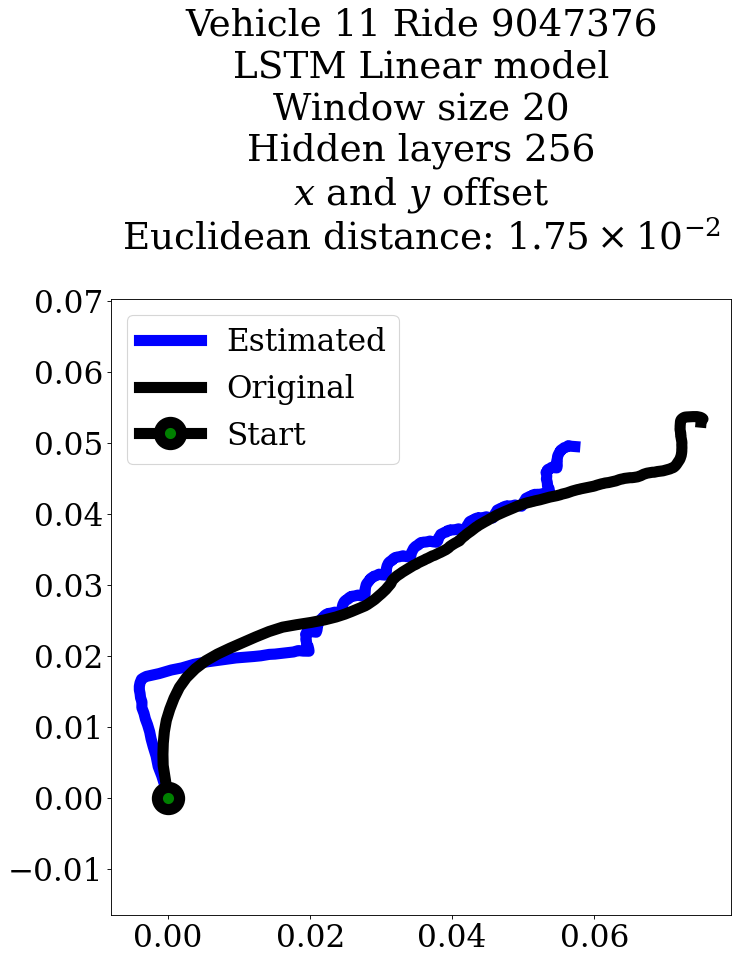 Vehicle 11 Ride 9047376
LSTM Linear model
Window size 20
Hidden layers 256
x and y offset
Euclidean distance: 1.75 × 10⁻²
0.07
0.06
0.05
0.04
0.03
0.02
0.01
0.00
−0.01
Estimated
Original
Start
0.00 0.02 0.04 0.06